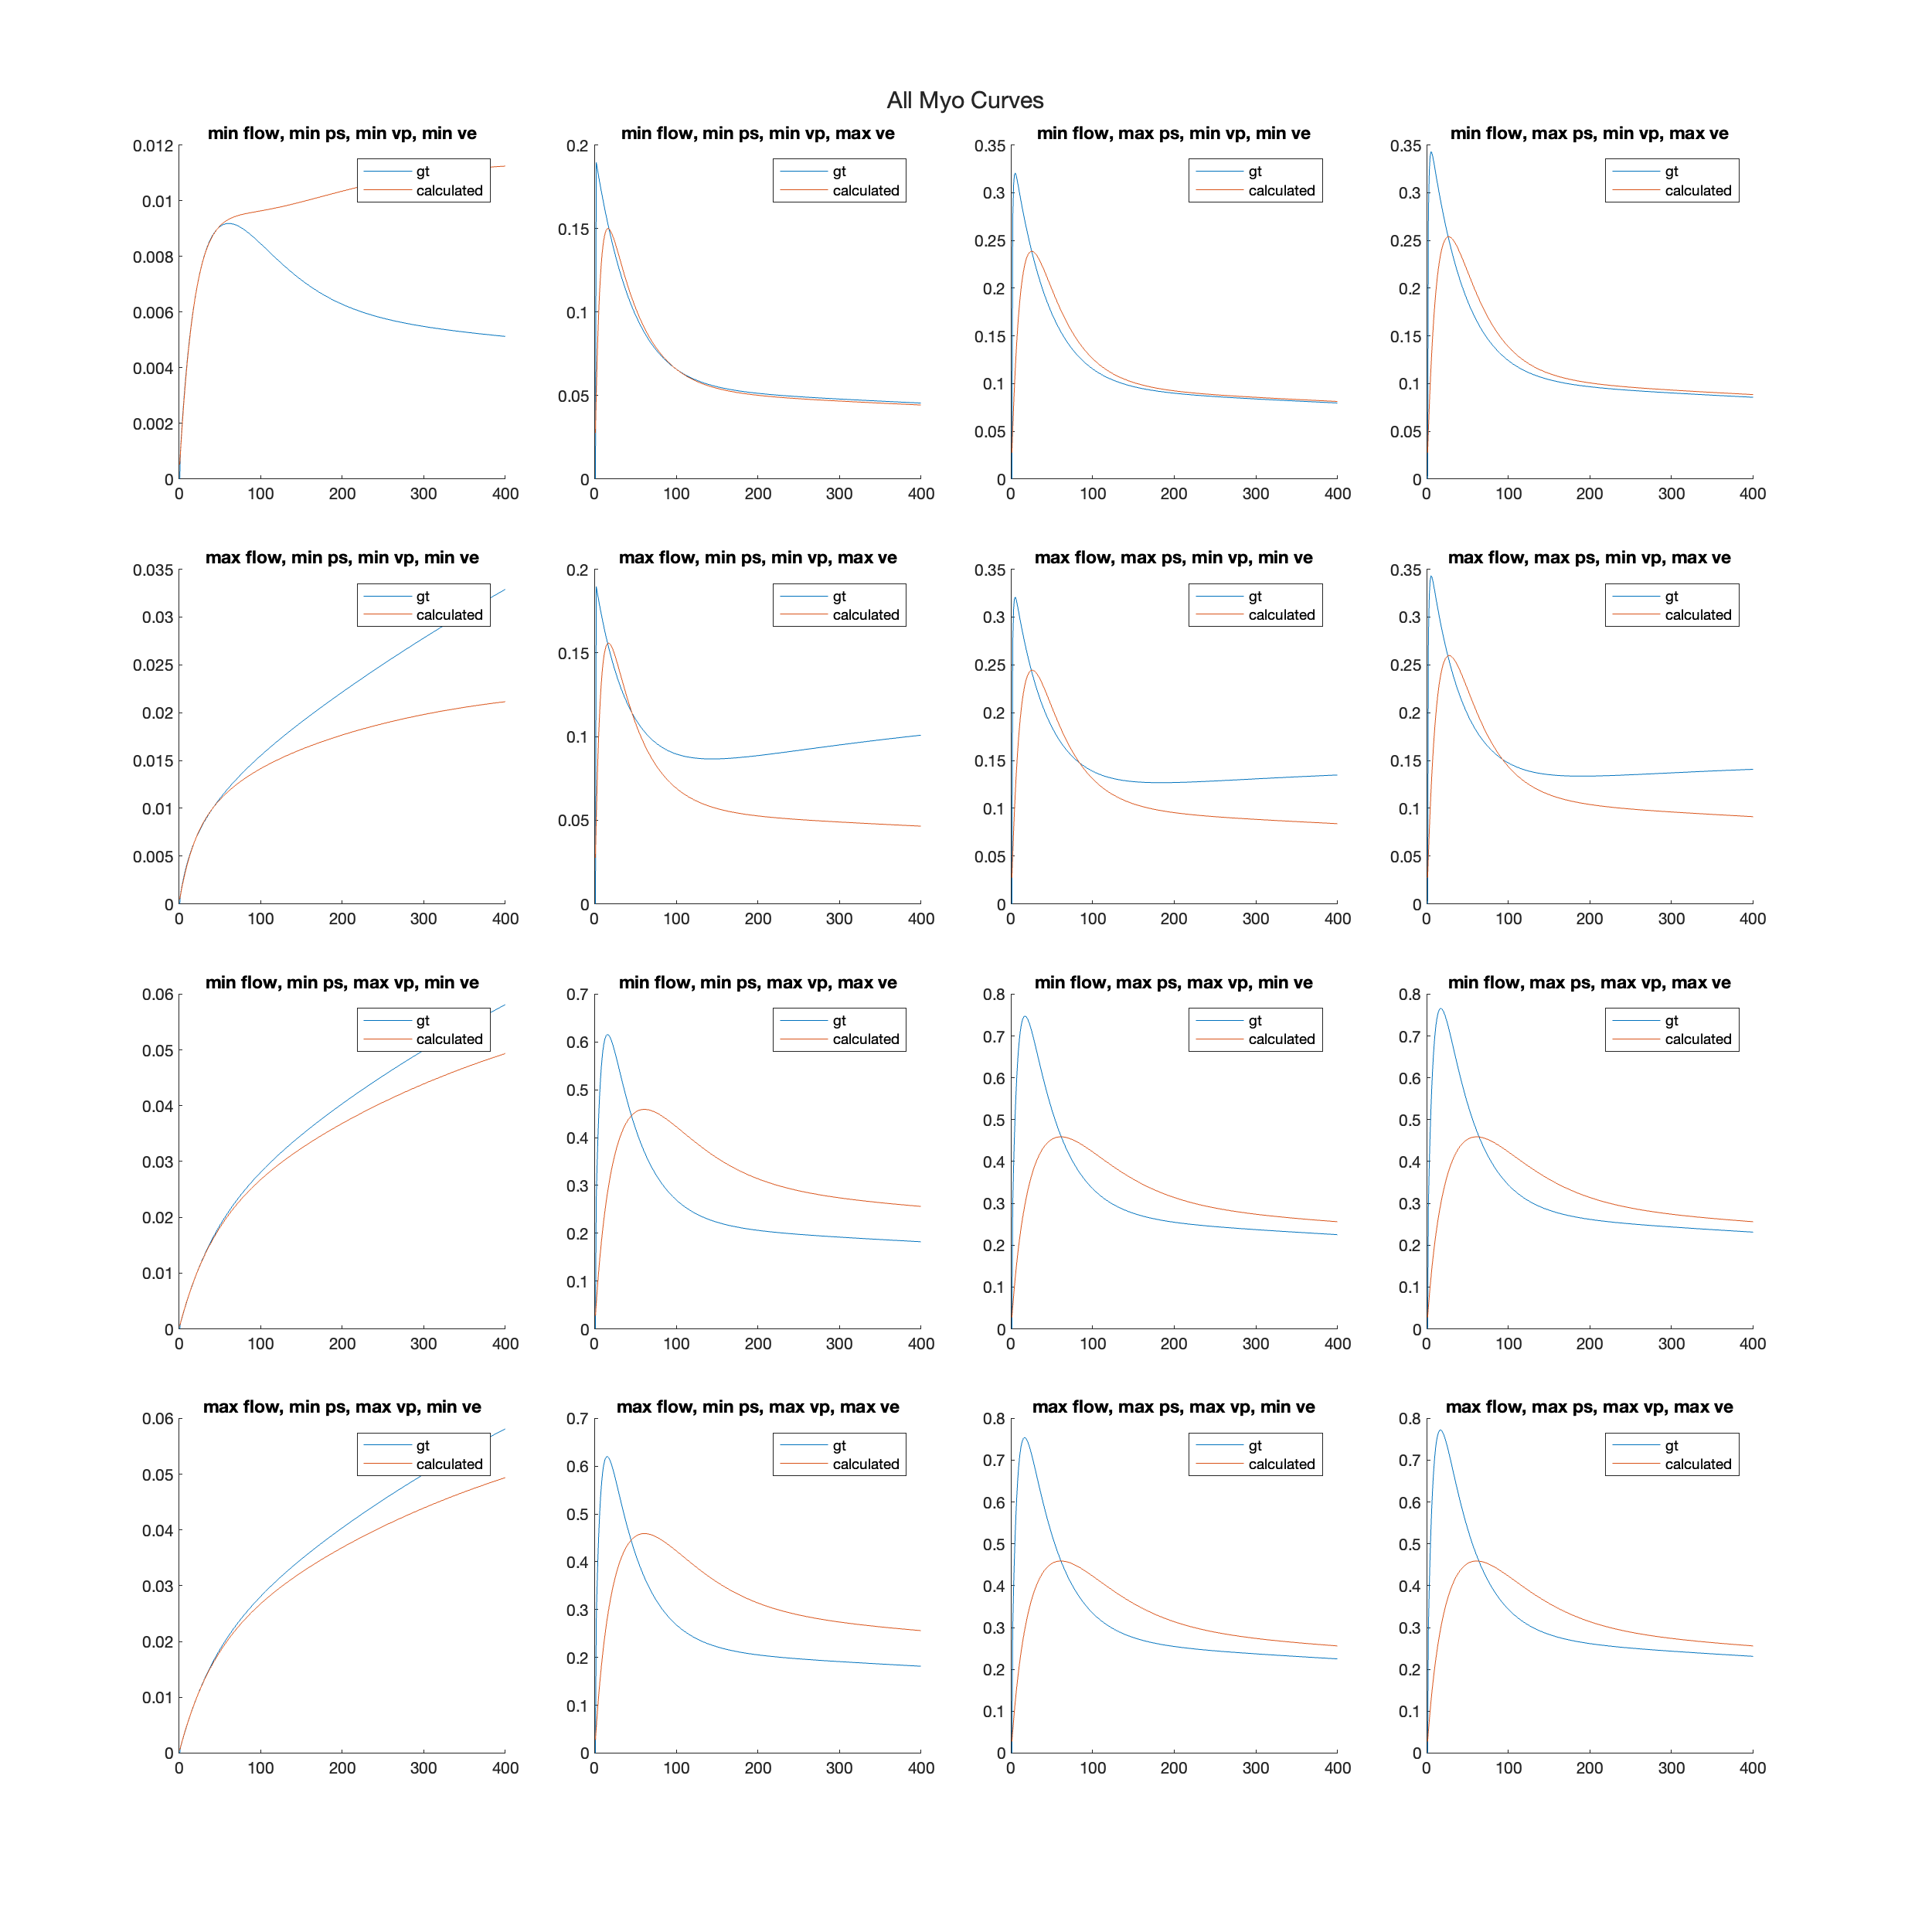 All Myo Curves
min flow, min ps, min vp, min ve
0.012
0.01
0.008
0.006
0.004
0.002
0
0 100 200 300 400
gt
calculated
min flow, min ps, min vp, max ve
0.2
0.15
0.1
0.05
0
0 100 200 300 400
gt
calculated
min flow, max ps, min vp, min ve
0.35
0.3
0.25
0.2
0.15
0.1
0.05
0
0 100 200 300 400
gt
calculated
min flow, max ps, min vp, max ve
0.35
0.3
0.25
0.2
0.15
0.1
0.05
0
0 100 200 300 400
gt
calculated
max flow, min ps, min vp, min ve
0.035
0.03
0.025
0.02
0.015
0.01
0.005
0
0 100 200 300 400
gt
calculated
max flow, min ps, min vp, max ve
0.2
0.15
0.1
0.05
0
0 100 200 300 400
gt
calculated
max flow, max ps, min vp, min ve
0.35
0.3
0.25
0.2
0.15
0.1
0.05
0
0 100 200 300 400
gt
calculated
max flow, max ps, min vp, max ve
0.35
0.3
0.25
0.2
0.15
0.1
0.05
0
0 100 200 300 400
gt
calculated
min flow, min ps, max vp, min ve
0.06
0.05
0.04
0.03
0.02
0.01
0
0 100 200 300 400
gt
calculated
min flow, min ps, max vp, max ve
0.7
0.6
0.5
0.4
0.3
0.2
0.1
0
0 100 200 300 400
gt
calculated
min flow, max ps, max vp, min ve
0.8
0.7
0.6
0.5
0.4
0.3
0.2
0.1
0
0 100 200 300 400
gt
calculated
min flow, max ps, max vp, max ve
0.8
0.7
0.6
0.5
0.4
0.3
0.2
0.1
0
0 100 200 300 400
gt
calculated
max flow, min ps, max vp, min ve
0.06
0.05
0.04
0.03
0.02
0.01
0
0 100 200 300 400
gt
calculated
max flow, min ps, max vp, max ve
0.7
0.6
0.5
0.4
0.3
0.2
0.1
0
0 100 200 300 400
gt
calculated
max flow, max ps, max vp, min ve
0.8
0.7
0.6
0.5
0.4
0.3
0.2
0.1
0
0 100 200 300 400
gt
calculated
max flow, max ps, max vp, max ve
0.8
0.7
0.6
0.5
0.4
0.3
0.2
0.1
0
0 100 200 300 400
gt
calculated